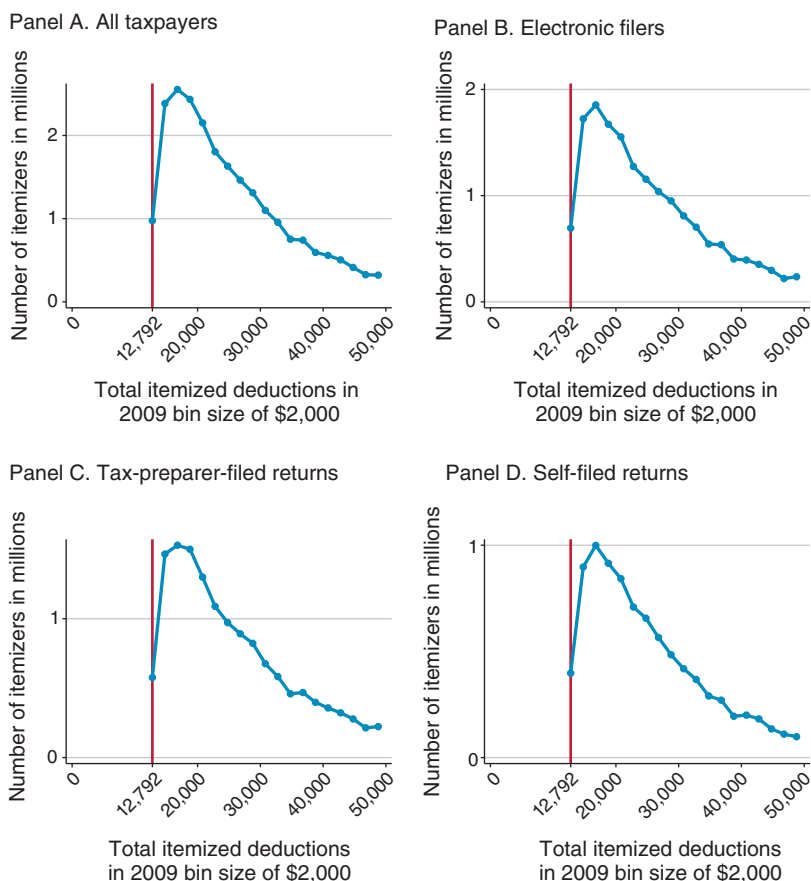 Panel A. All taxpayers
Number of itemizers in millions
2
1
0
0
12,792
20,000
30,000
40,000
50,000
Total itemized deductions in
2009 bin size of $2,000
Panel B. Electronic filers
Number of itemizers in millions
2
1
0
0
12,792
20,000
30,000
40,000
50,000
Total itemized deductions in
2009 bin size of $2,000
Panel C. Tax-preparer-filed returns
Number of itemizers in millions
1
0
0
12,792
20,000
30,000
40,000
50,000
Total itemized deductions
in 2009 bin size of $2,000
Panel D. Self-filed returns
Number of itemizers in millions
1
0
0
12,792
20,000
30,000
40,000
50,000
Total itemized deductions
in 2009 bin size of $2,000